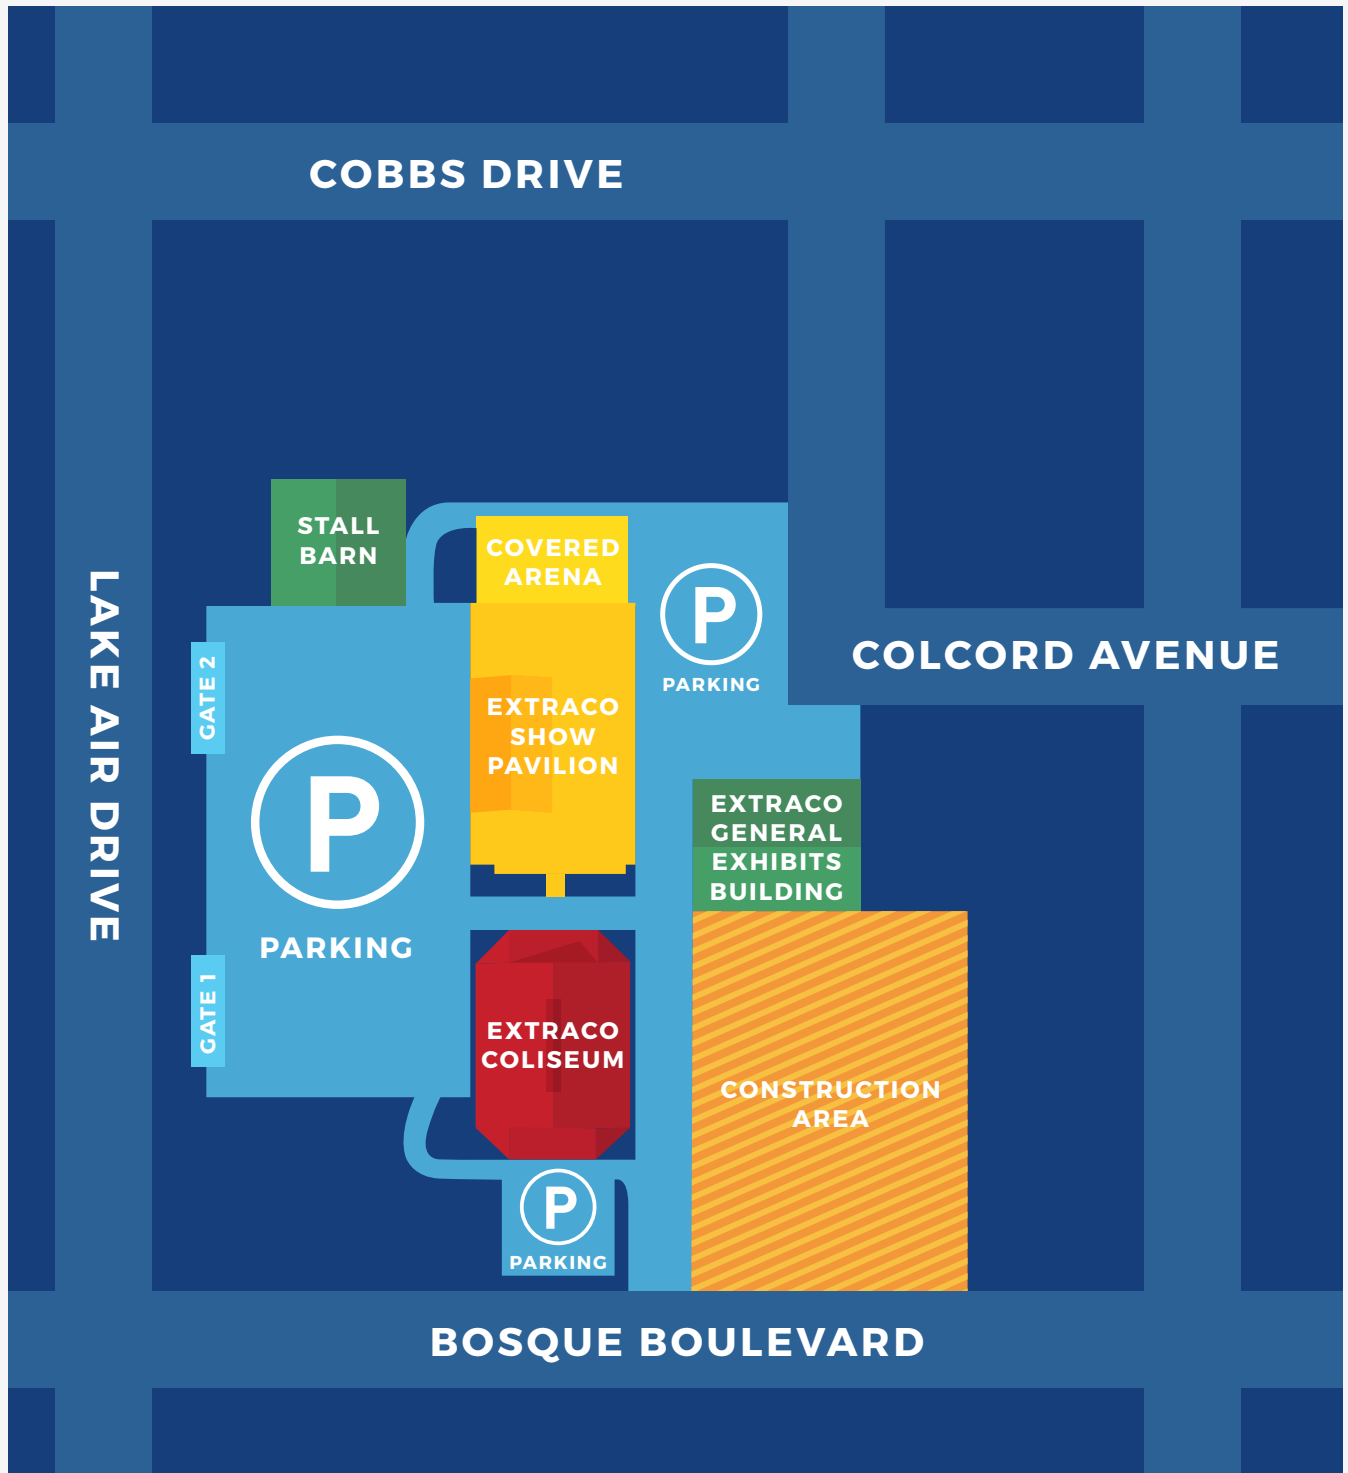 COBBS DRIVE
STALL
BARN
COVERED
ARENA
P
PARKING
COLCORD AVENUE
LAKE AIR DRIVE
GATE 2
EXTRACO
SHOW
PAVILION
P
PARKING
EXTRACO
GENERAL
EXHIBITS
BUILDING
GATE 1
EXTRACO
COLISEUM
CONSTRUCTION
AREA
P
PARKING
BOSQUE BOULEVARD